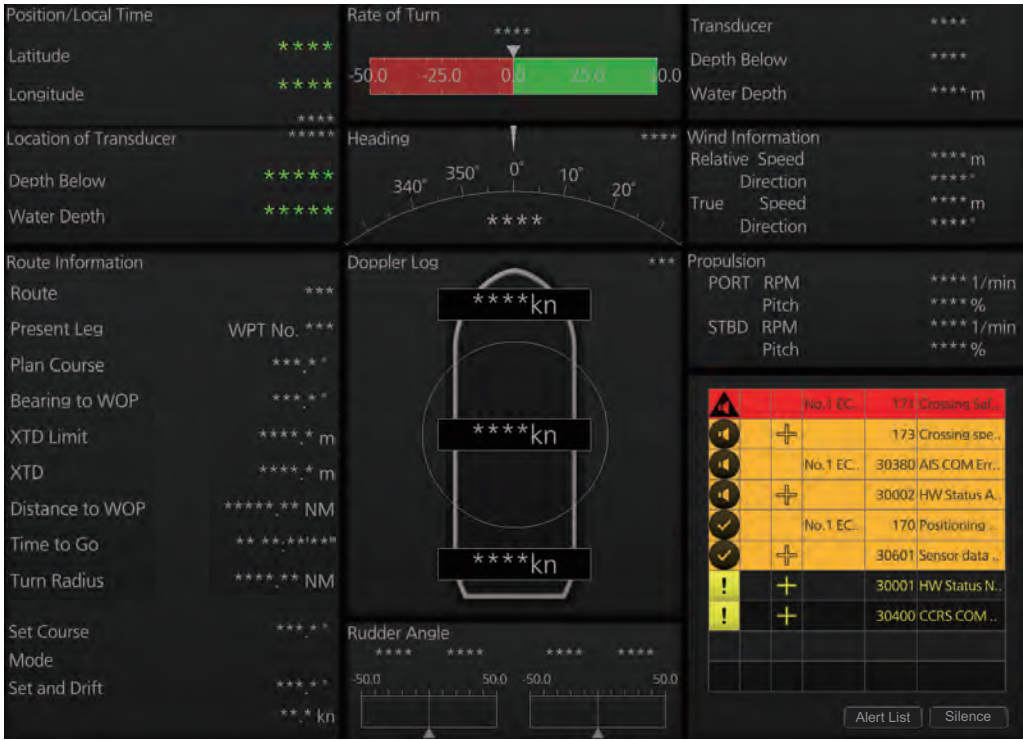 Position/Local Time
Latitude ****
Longitude ****
****
Location of Transducer *****
Depth Below *****
Water Depth *****
Route Information
Route ***
Present Leg WPT No. ***
Plan Course ***.*°
Bearing to WOP ***.*°
XTD Limit ****.* m
XTD ****.* m
Distance to WOP *****.** NM
Time to Go ** **.**'**"
Turn Radius ****.** NM
Set Course ***.*°
Mode
Set and Drift ***.*°
**.* kn
Rate of Turn
****
-50.0 -25.0 0.0 25.0 50.0
Heading ****
340° 350° 0° 10° 20°
****
Doppler Log ***
****kn
****kn
****kn
Rudder Angle
**** **** **** ****
-50.0 50.0 -50.0 50.0
Transducer ****
Depth Below ****
Water Depth ****m
Wind Information
Relative Speed ****m
Direction ****°
True Speed ****m
Direction ****°
Propulsion
PORT RPM ****1/min
Pitch ****%
STBD RPM ****1/min
Pitch ****%
No.1 EC.. 171 Crossing Saf..
173 Crossing spe..
No.1 EC.. 30380 AIS COM Err..
30002 HW Status A..
No.1 EC.. 170 Positioning ..
30601 Sensor data ..
! 30001 HW Status N..
! 30400 CCRS COM ..
Alert List Silence